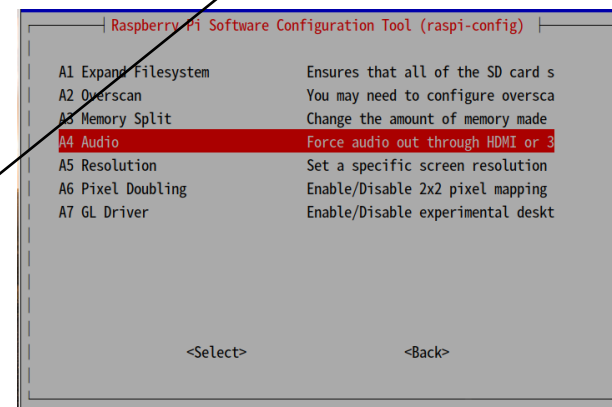 Raspberry Pi Software Configuration Tool (raspi-config)
A1 Expand Filesystem Ensures that all of the SD card s
A2 Overscan You may need to configure oversca
A3 Memory Split Change the amount of memory made
A4 Audio Force audio out through HDMI or 3
A5 Resolution Set a specific screen resolution
A6 Pixel Doubling Enable/Disable 2x2 pixel mapping
A7 GL Driver Enable/Disable experimental deskt
<Select> <Back>